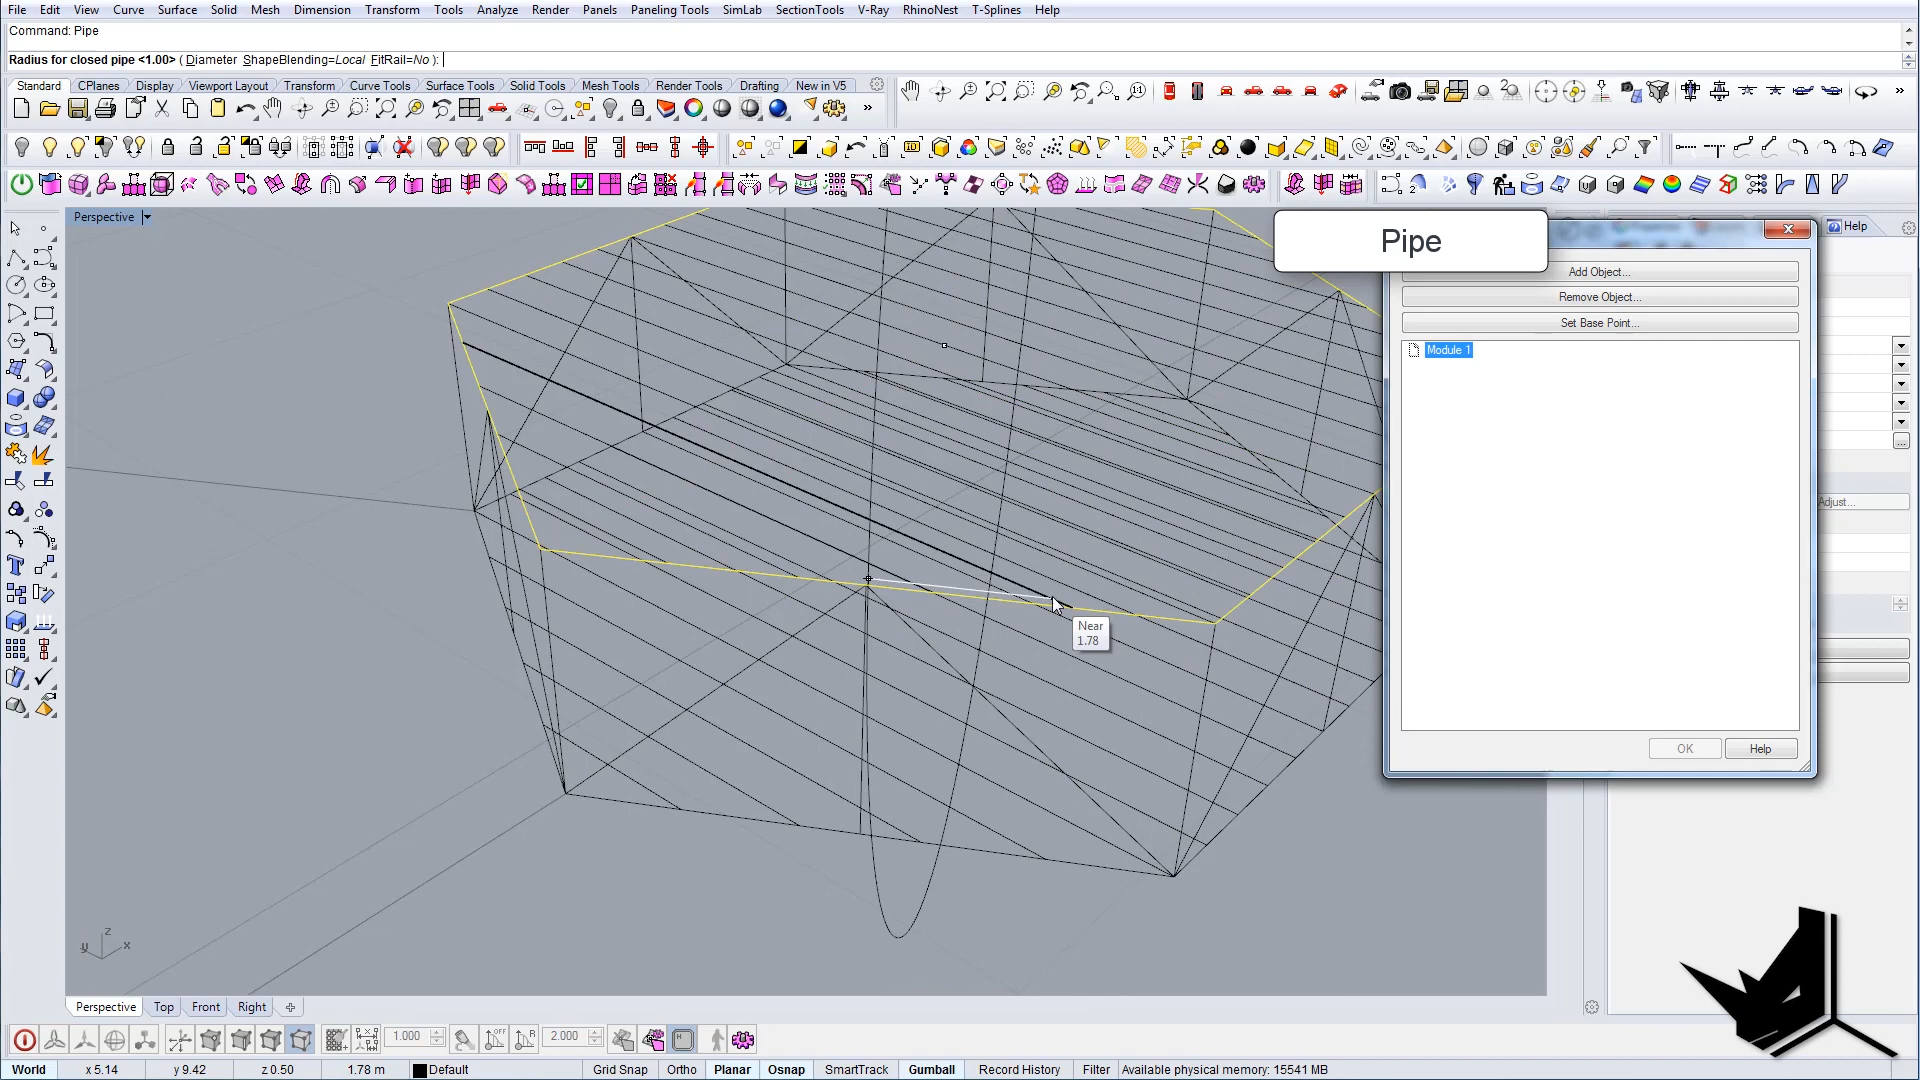 File Edit View Curve Surface Solid Mesh Dimension Transform Tools Analyze Render Panels Paneling Tools SimLab SectionTools V-Ray RhinoNest T-Splines Help
Command: Pipe
Radius for closed pipe <1.00> ( Diameter ShapeBlending=Local FitRail=No ):
Standard CPlanes Display Viewport Layout Transform Curve Tools Surface Tools Solid Tools Mesh Tools Render Tools Drafting New in V5
Perspective
Pipe
Help
Add Object...
Remove Object...
Set Base Point...
Module 1
Adjust...
Near
1.78
OK Help
z
y x
Perspective Top Front Right
1.000 2.000
World x 5.14 y 9.42 z 0.50 1.78 m Default Grid Snap Ortho Planar Osnap SmartTrack Gumball Record History Filter Available physical memory: 15541 MB